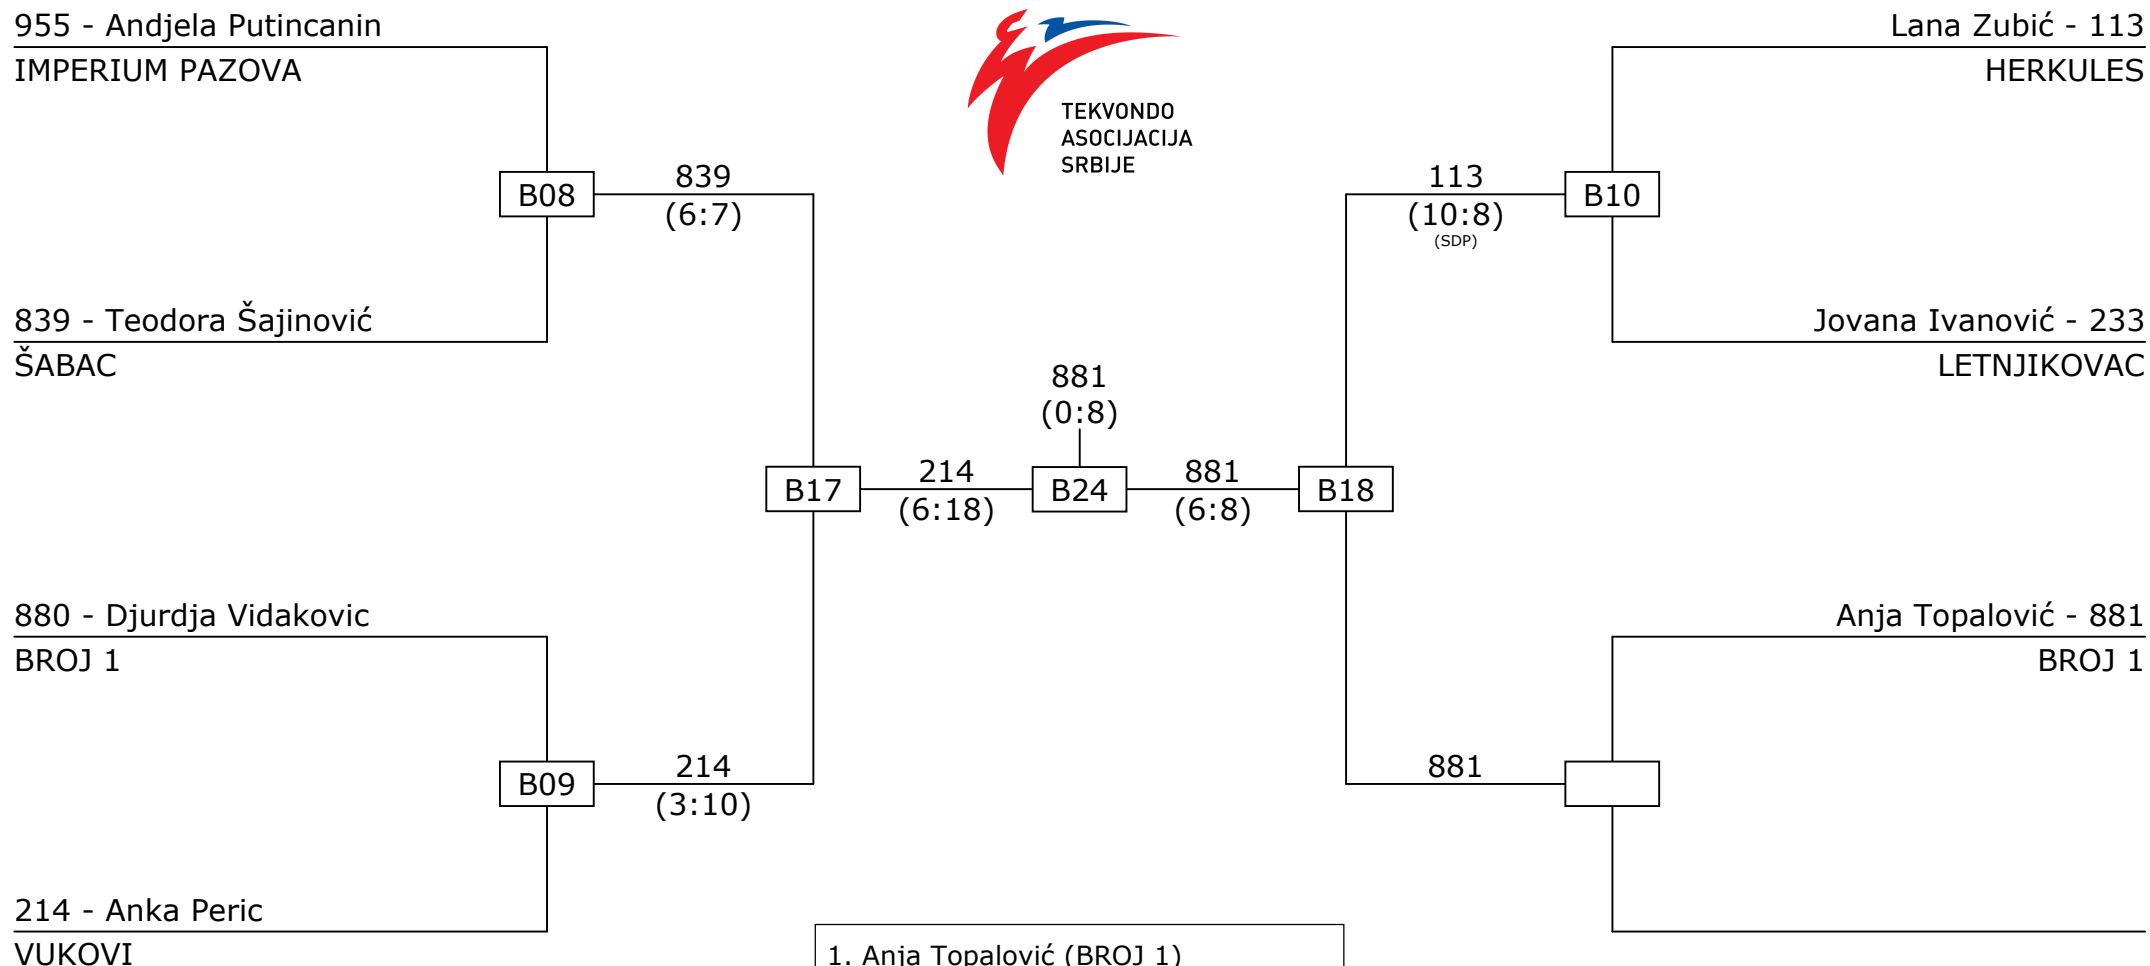 955 - Andjela Putincanin
IMPERIUM PAZOVA
Lana Zubić - 113
HERKULES
TEKVONDO
ASOCIJACIJA
SRBIJE
B08
839
(6:7)
113
(10:8)
(SDP)
B10
839 - Teodora Šajinović
ŠABAC
Jovana Ivanović - 233
LETNJIKOVAC
881
(0:8)
B17
214
(6:18)
B24
881
(6:8)
B18
880 - Djurdja Vidakovic
BROJ 1
Anja Topalović - 881
BROJ 1
B09
214
(3:10)
881
214 - Anka Peric
VUKOVI
1. Anja Topalović (BROJ 1)